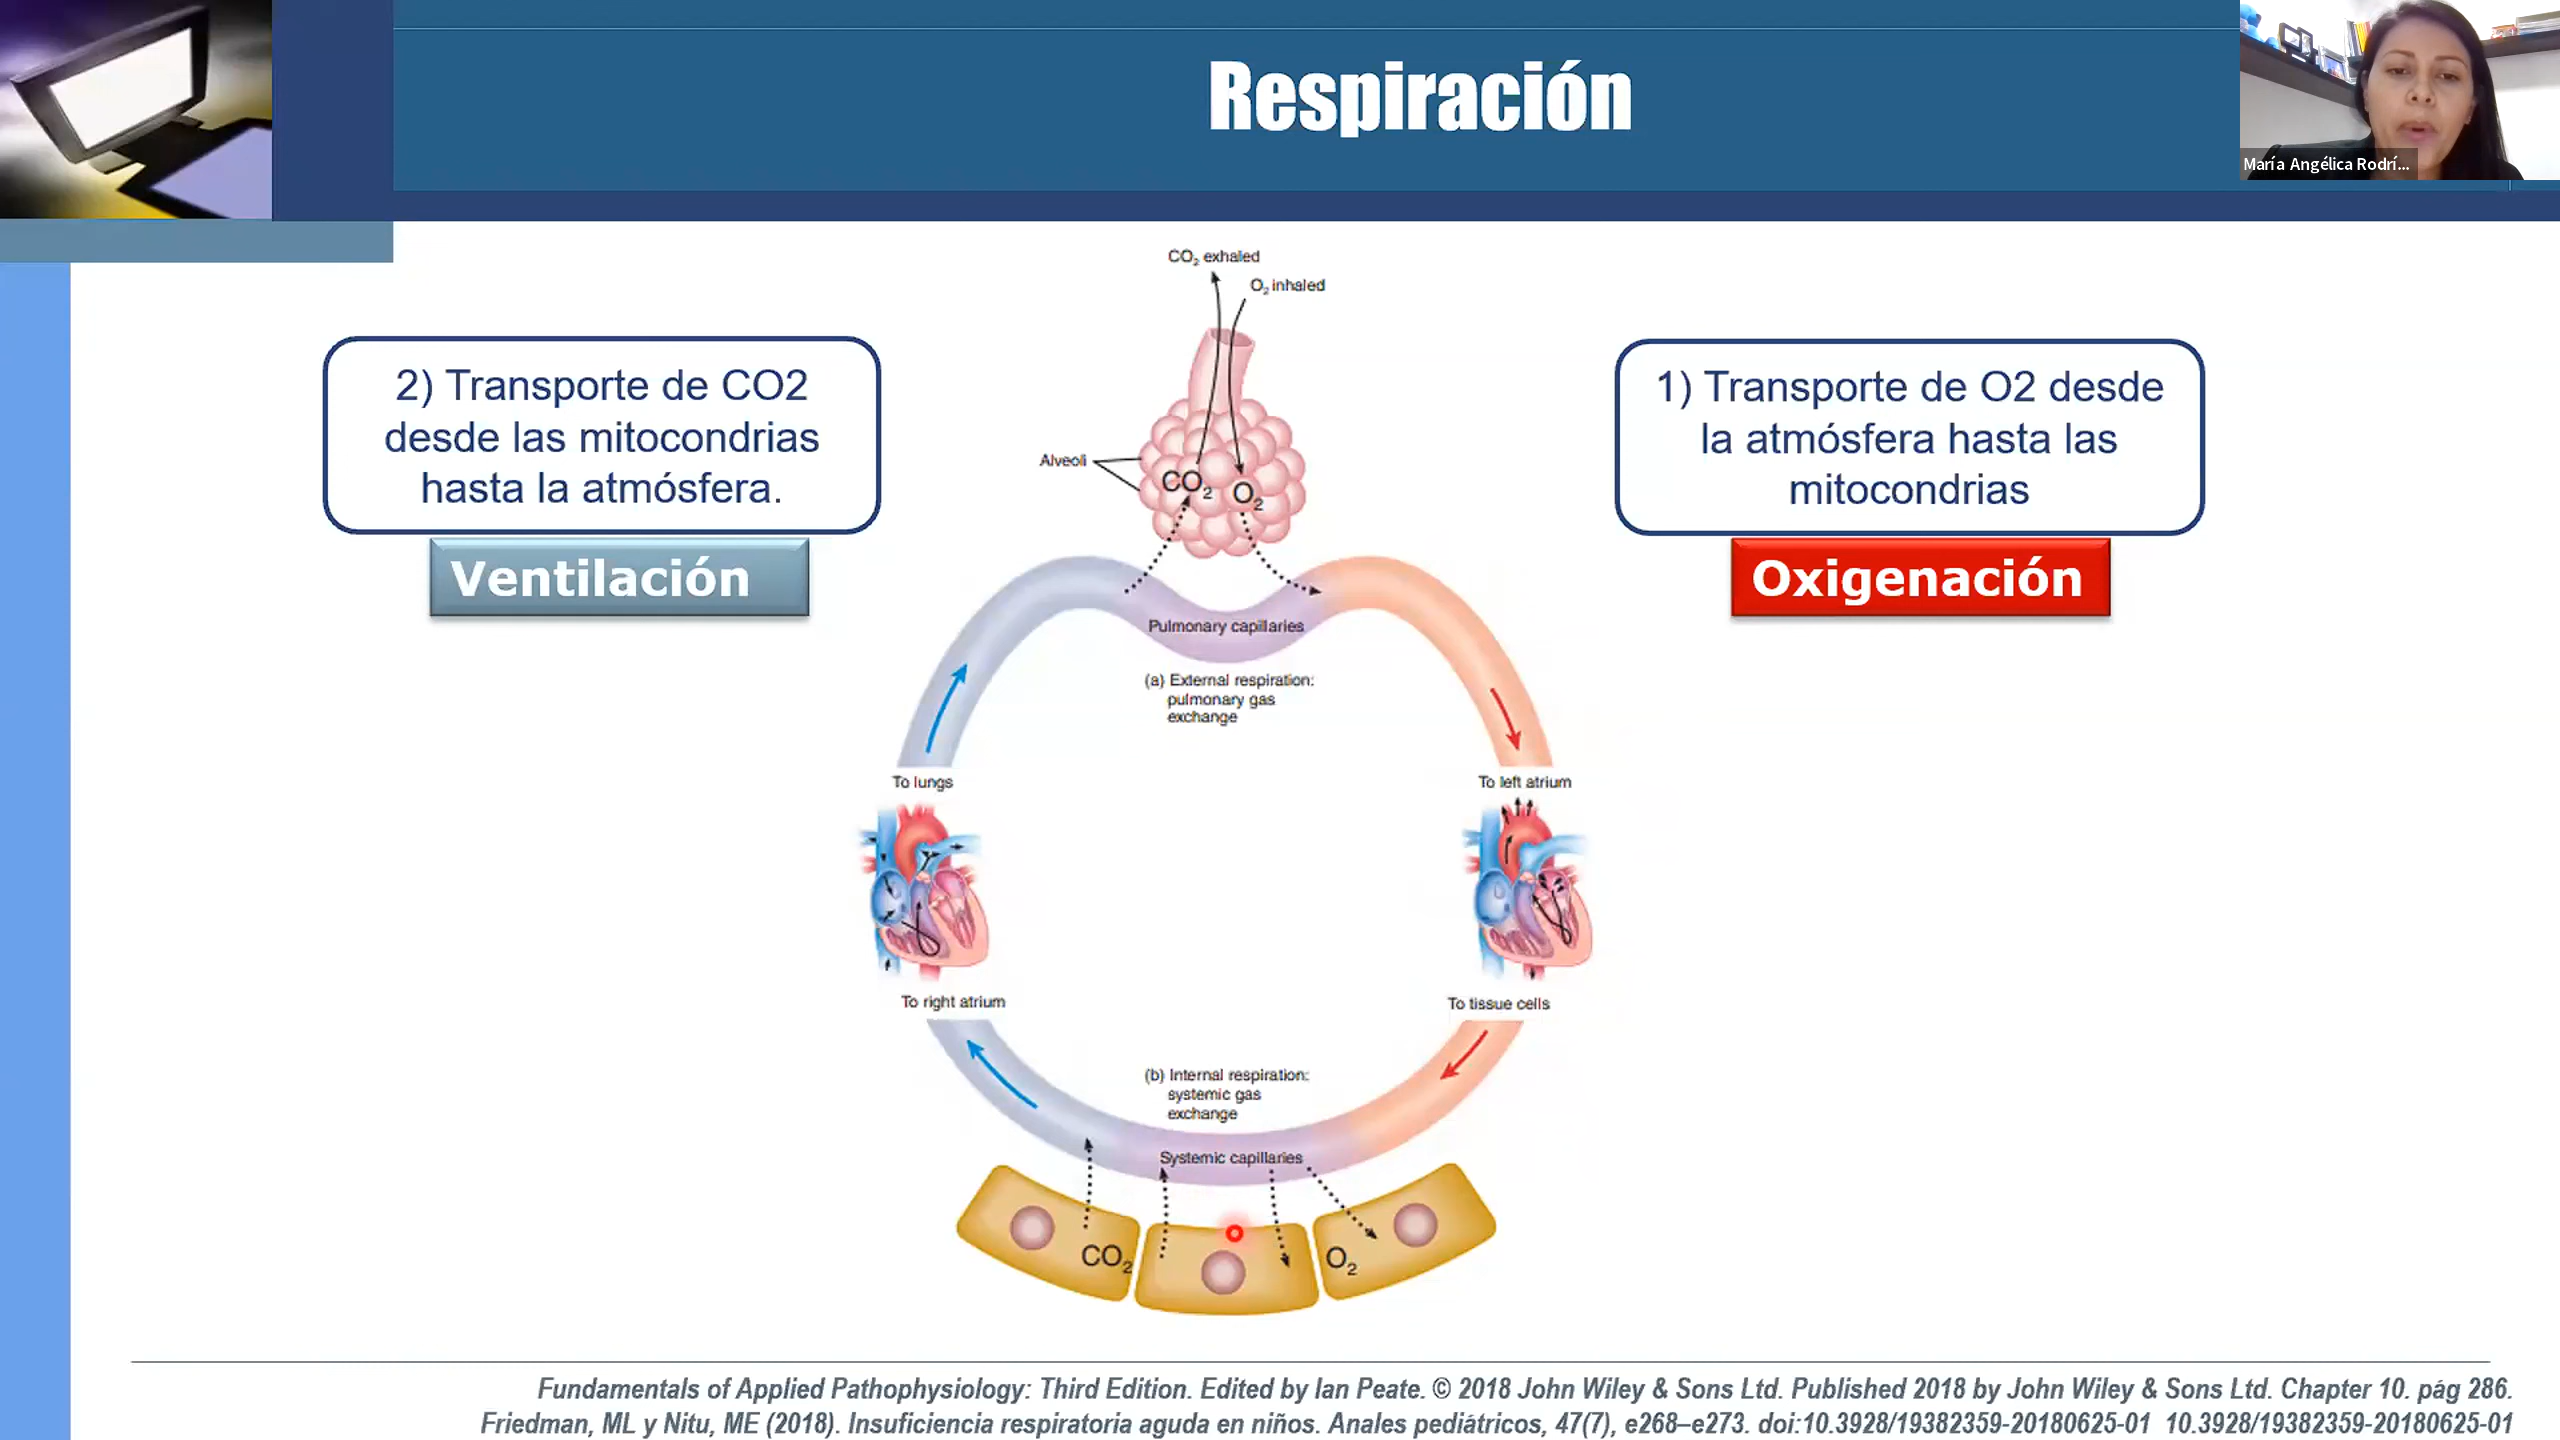 Respiración
María Angélica Rodrí...
CO2 exhaled
O2 inhaled
2) Transporte de CO2
desde las mitocondrias
hasta la atmósfera.
Ventilación
1) Transporte de O2 desde
la atmósfera hasta las
mitocondrias
Oxigenación
Alveoli
CO2
O2
Pulmonary capillaries
(a) External respiration:
pulmonary gas
exchange
To lungs
To left atrium
To right atrium
To tissue cells
(b) Internal respiration:
systemic gas
exchange
Systemic capillaries
CO2
O2
Fundamentals of Applied Pathophysiology: Third Edition. Edited by Ian Peate. © 2018 John Wiley & Sons Ltd. Published 2018 by John Wiley & Sons Ltd. Chapter 10. pág 286.
Friedman, ML y Nitu, ME (2018). Insuficiencia respiratoria aguda en niños. Anales pediátricos, 47(7), e268–e273. doi:10.3928/19382359-20180625-01 10.3928/19382359-20180625-01